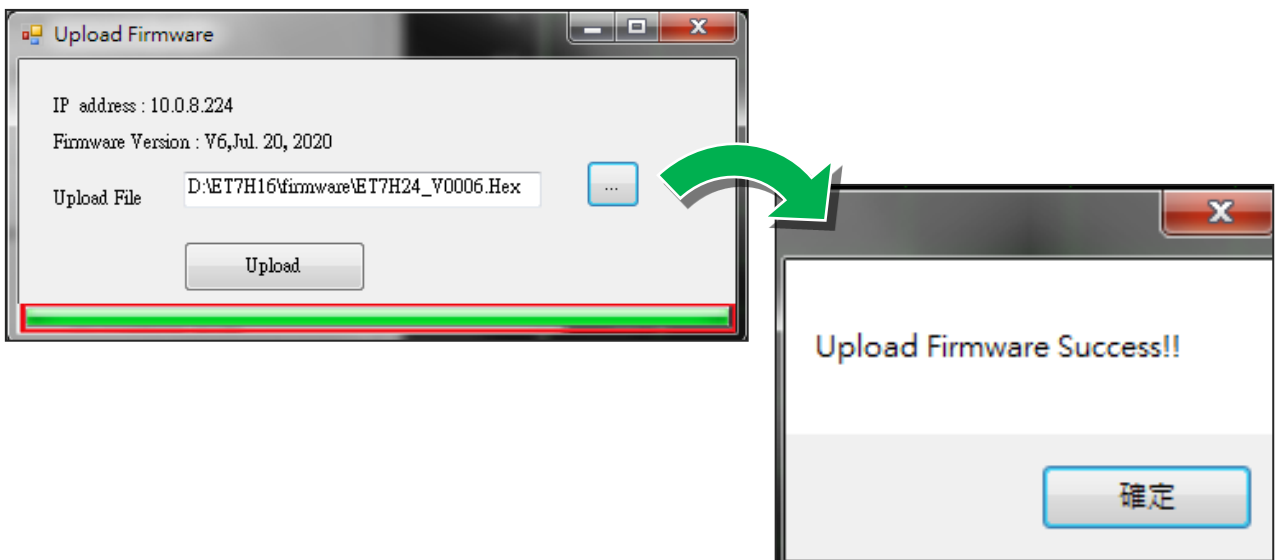 Upload Firmware
IP address : 10.0.8.224
Firmware Version : V6,Jul. 20, 2020
Upload File
D:\ET7H16\firmware\ET7H24_V0006.Hex
...
Upload
Upload Firmware Success!!
確定